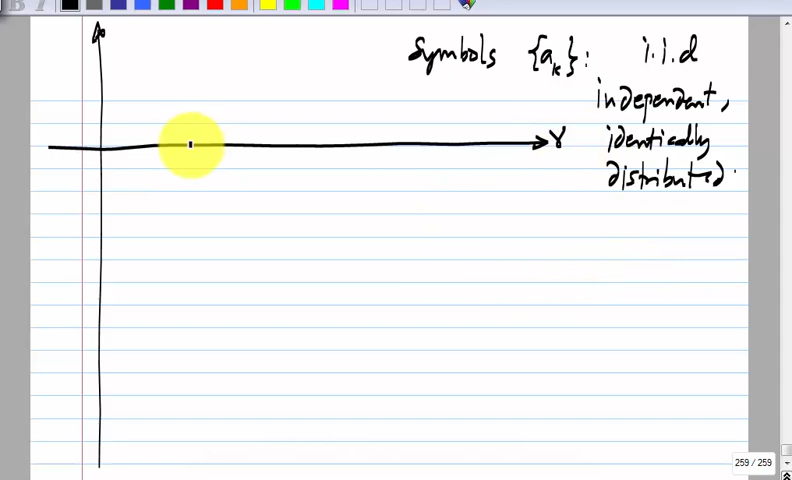 Symbols {a_k}: i.i.d
independent,
identically
distributed.
γ
259 / 259